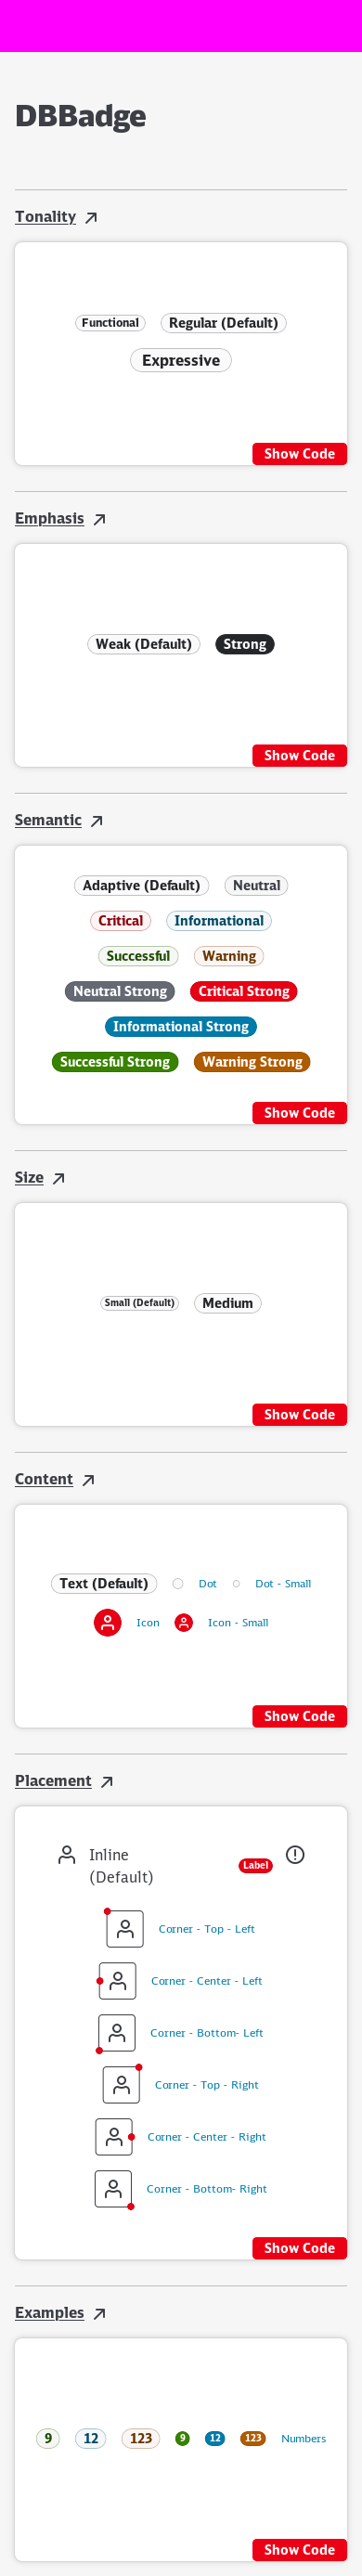 DBBadge
Tonality
Functional Regular (Default)
Expressive
Show Code
Emphasis
Weak (Default) Strong
Show Code
Semantic
Adaptive (Default) Neutral
Critical Informational
Successful Warning
Neutral Strong Critical Strong
Informational Strong
Successful Strong Warning Strong
Show Code
Size
Small (Default) Medium
Show Code
Content
Text (Default) Dot Dot - Small
Icon Icon - Small
Show Code
Placement
Inline
(Default)
Label
Corner - Top - Left
Corner - Center - Left
Corner - Bottom- Left
Corner - Top - Right
Corner - Center - Right
Corner - Bottom- Right
Show Code
Examples
9 12 123 9 12 123 Numbers
Show Code